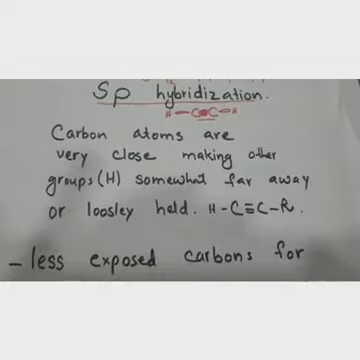 Sp hybridization.
H-C≡C-H
Carbon atoms are
very close making other
groups(H) somewhat far away
or loosley held. H-C≡C-R.
- less exposed carbons for